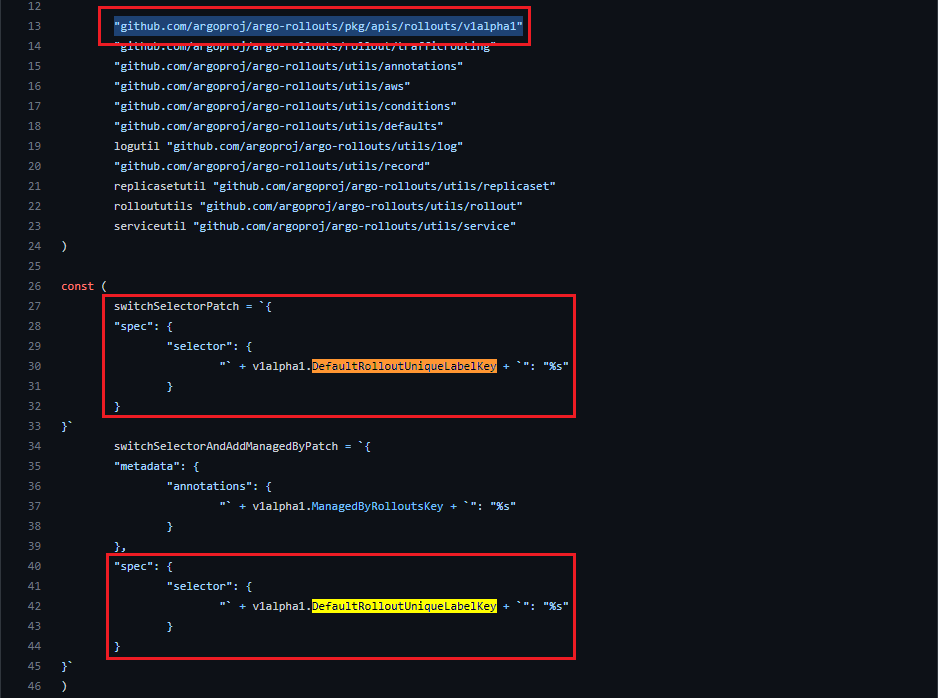 12
13 "github.com/argoproj/argo-rollouts/pkg/apis/rollouts/v1alpha1"
14 "github.com/argoproj/argo-rollouts/rollout/trafficrouting"
15 "github.com/argoproj/argo-rollouts/utils/annotations"
16 "github.com/argoproj/argo-rollouts/utils/aws"
17 "github.com/argoproj/argo-rollouts/utils/conditions"
18 "github.com/argoproj/argo-rollouts/utils/defaults"
19 logutil "github.com/argoproj/argo-rollouts/utils/log"
20 "github.com/argoproj/argo-rollouts/utils/record"
21 replicasetutil "github.com/argoproj/argo-rollouts/utils/replicaset"
22 rolloututils "github.com/argoproj/argo-rollouts/utils/rollout"
23 serviceutil "github.com/argoproj/argo-rollouts/utils/service"
24 )
25
26 const (
27 switchSelectorPatch = `{
28 "spec": {
29 "selector": {
30 "` + v1alpha1.DefaultRolloutUniqueLabelKey + `": "%s"
31 }
32 }
33 }`
34 switchSelectorAndAddManagedByPatch = `{
35 "metadata": {
36 "annotations": {
37 "` + v1alpha1.ManagedByRolloutsKey + `": "%s"
38 }
39 },
40 "spec": {
41 "selector": {
42 "` + v1alpha1.DefaultRolloutUniqueLabelKey + `": "%s"
43 }
44 }
45 }`
46 )